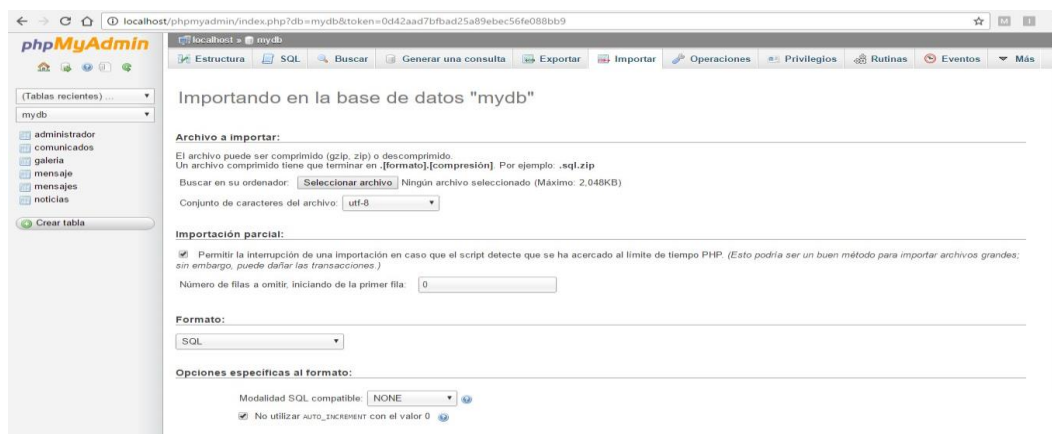 localhost/phpmyadmin/index.php?db=mydb&token=0d42aad7bfbad25a89ebec56fe088bb9
phpMyAdmin
(Tablas recientes) ...
mydb
administrador
comunicados
galeria
mensaje
mensajes
noticias
Crear tabla
localhost » mydb
Estructura SQL Buscar Generar una consulta Exportar Importar Operaciones Privilegios Rutinas Eventos Más
Importando en la base de datos "mydb"
Archivo a importar:
El archivo puede ser comprimido (gzip, zip) o descomprimido.
Un archivo comprimido tiene que terminar en .[formato].[compresión]. Por ejemplo: .sql.zip
Buscar en su ordenador: Seleccionar archivo Ningún archivo seleccionado (Máximo: 2,048KB)
Conjunto de caracteres del archivo: utf-8
Importación parcial:
Permitir la interrupción de una importación en caso que el script detecte que se ha acercado al límite de tiempo PHP. (Esto podría ser un buen método para importar archivos grandes;
sin embargo, puede dañar las transacciones.)
Número de filas a omitir, iniciando de la primer fila: 0
Formato:
SQL
Opciones específicas al formato:
Modalidad SQL compatible: NONE
No utilizar AUTO_INCREMENT con el valor 0